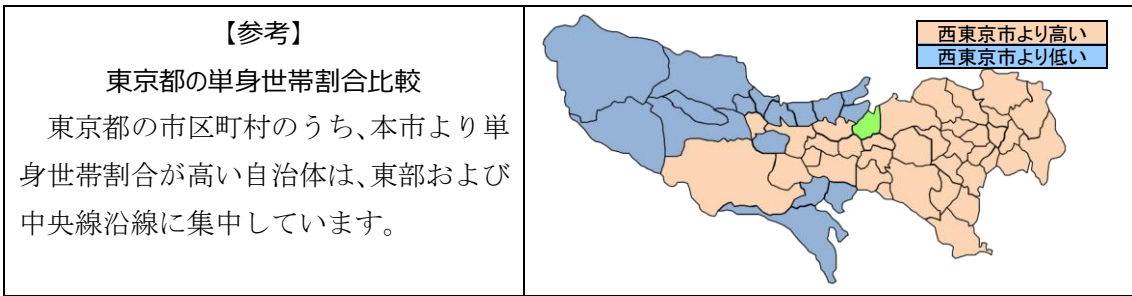 【参考】
東京都の単身世帯割合比較
東京都の市区町村のうち、本市より単
身世帯割合が高い自治体は、東部および
中央線沿線に集中しています。
西東京市より高い
西東京市より低い